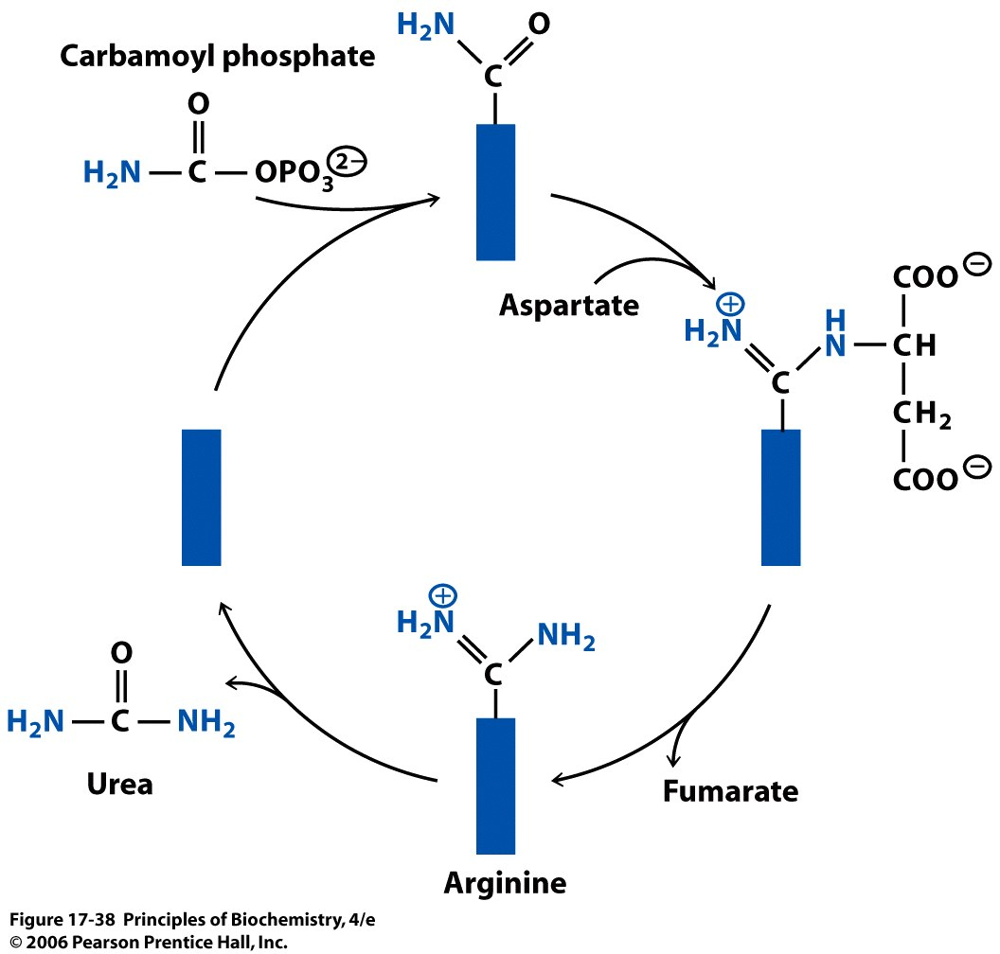 H₂N O
C
Carbamoyl phosphate
O
H₂N — C — OPO₃ 2−
Aspartate
COO −
+
H₂N H
N CH
C
CH₂
COO −
+
H₂N NH₂
C
O
H₂N — C — NH₂
Urea
Fumarate
Arginine
Figure 17-38 Principles of Biochemistry, 4/e
© 2006 Pearson Prentice Hall, Inc.